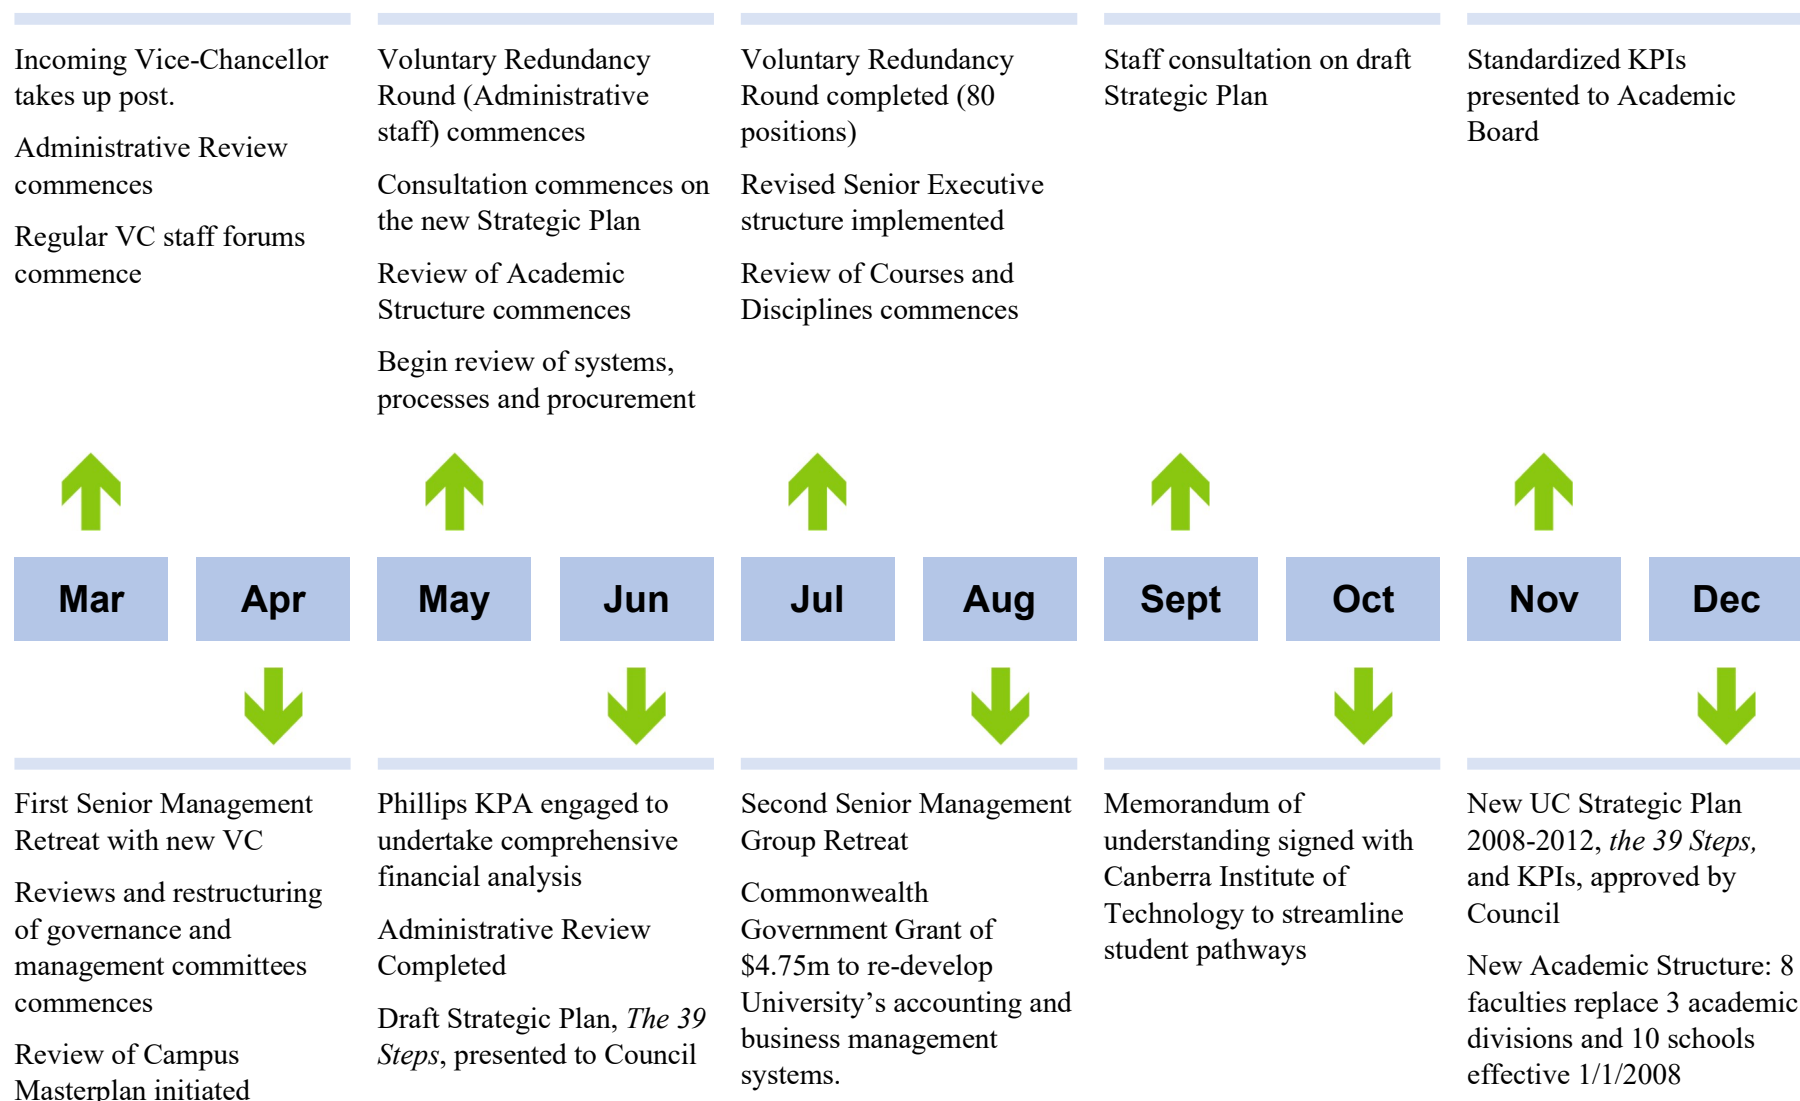 Incoming Vice-Chancellor
takes up post.
Administrative Review
commences
Regular VC staff forums
commence
Voluntary Redundancy
Round (Administrative
staff) commences
Consultation commences on
the new Strategic Plan
Review of Academic
Structure commences
Begin review of systems,
processes and procurement
Voluntary Redundancy
Round completed (80
positions)
Revised Senior Executive
structure implemented
Review of Courses and
Disciplines commences
Staff consultation on draft
Strategic Plan
Standardized KPIs
presented to Academic
Board
Mar
Apr
May
Jun
Jul
Aug
Sept
Oct
Nov
Dec
First Senior Management
Retreat with new VC
Reviews and restructuring
of governance and
management committees
commences
Review of Campus
Masterplan initiated
Phillips KPA engaged to
undertake comprehensive
financial analysis
Administrative Review
Completed
Draft Strategic Plan, The 39
Steps, presented to Council
Second Senior Management
Group Retreat
Commonwealth
Government Grant of
$4.75m to re-develop
University’s accounting and
business management
systems.
Memorandum of
understanding signed with
Canberra Institute of
Technology to streamline
student pathways
New UC Strategic Plan
2008-2012, the 39 Steps,
and KPIs, approved by
Council
New Academic Structure: 8
faculties replace 3 academic
divisions and 10 schools
effective 1/1/2008